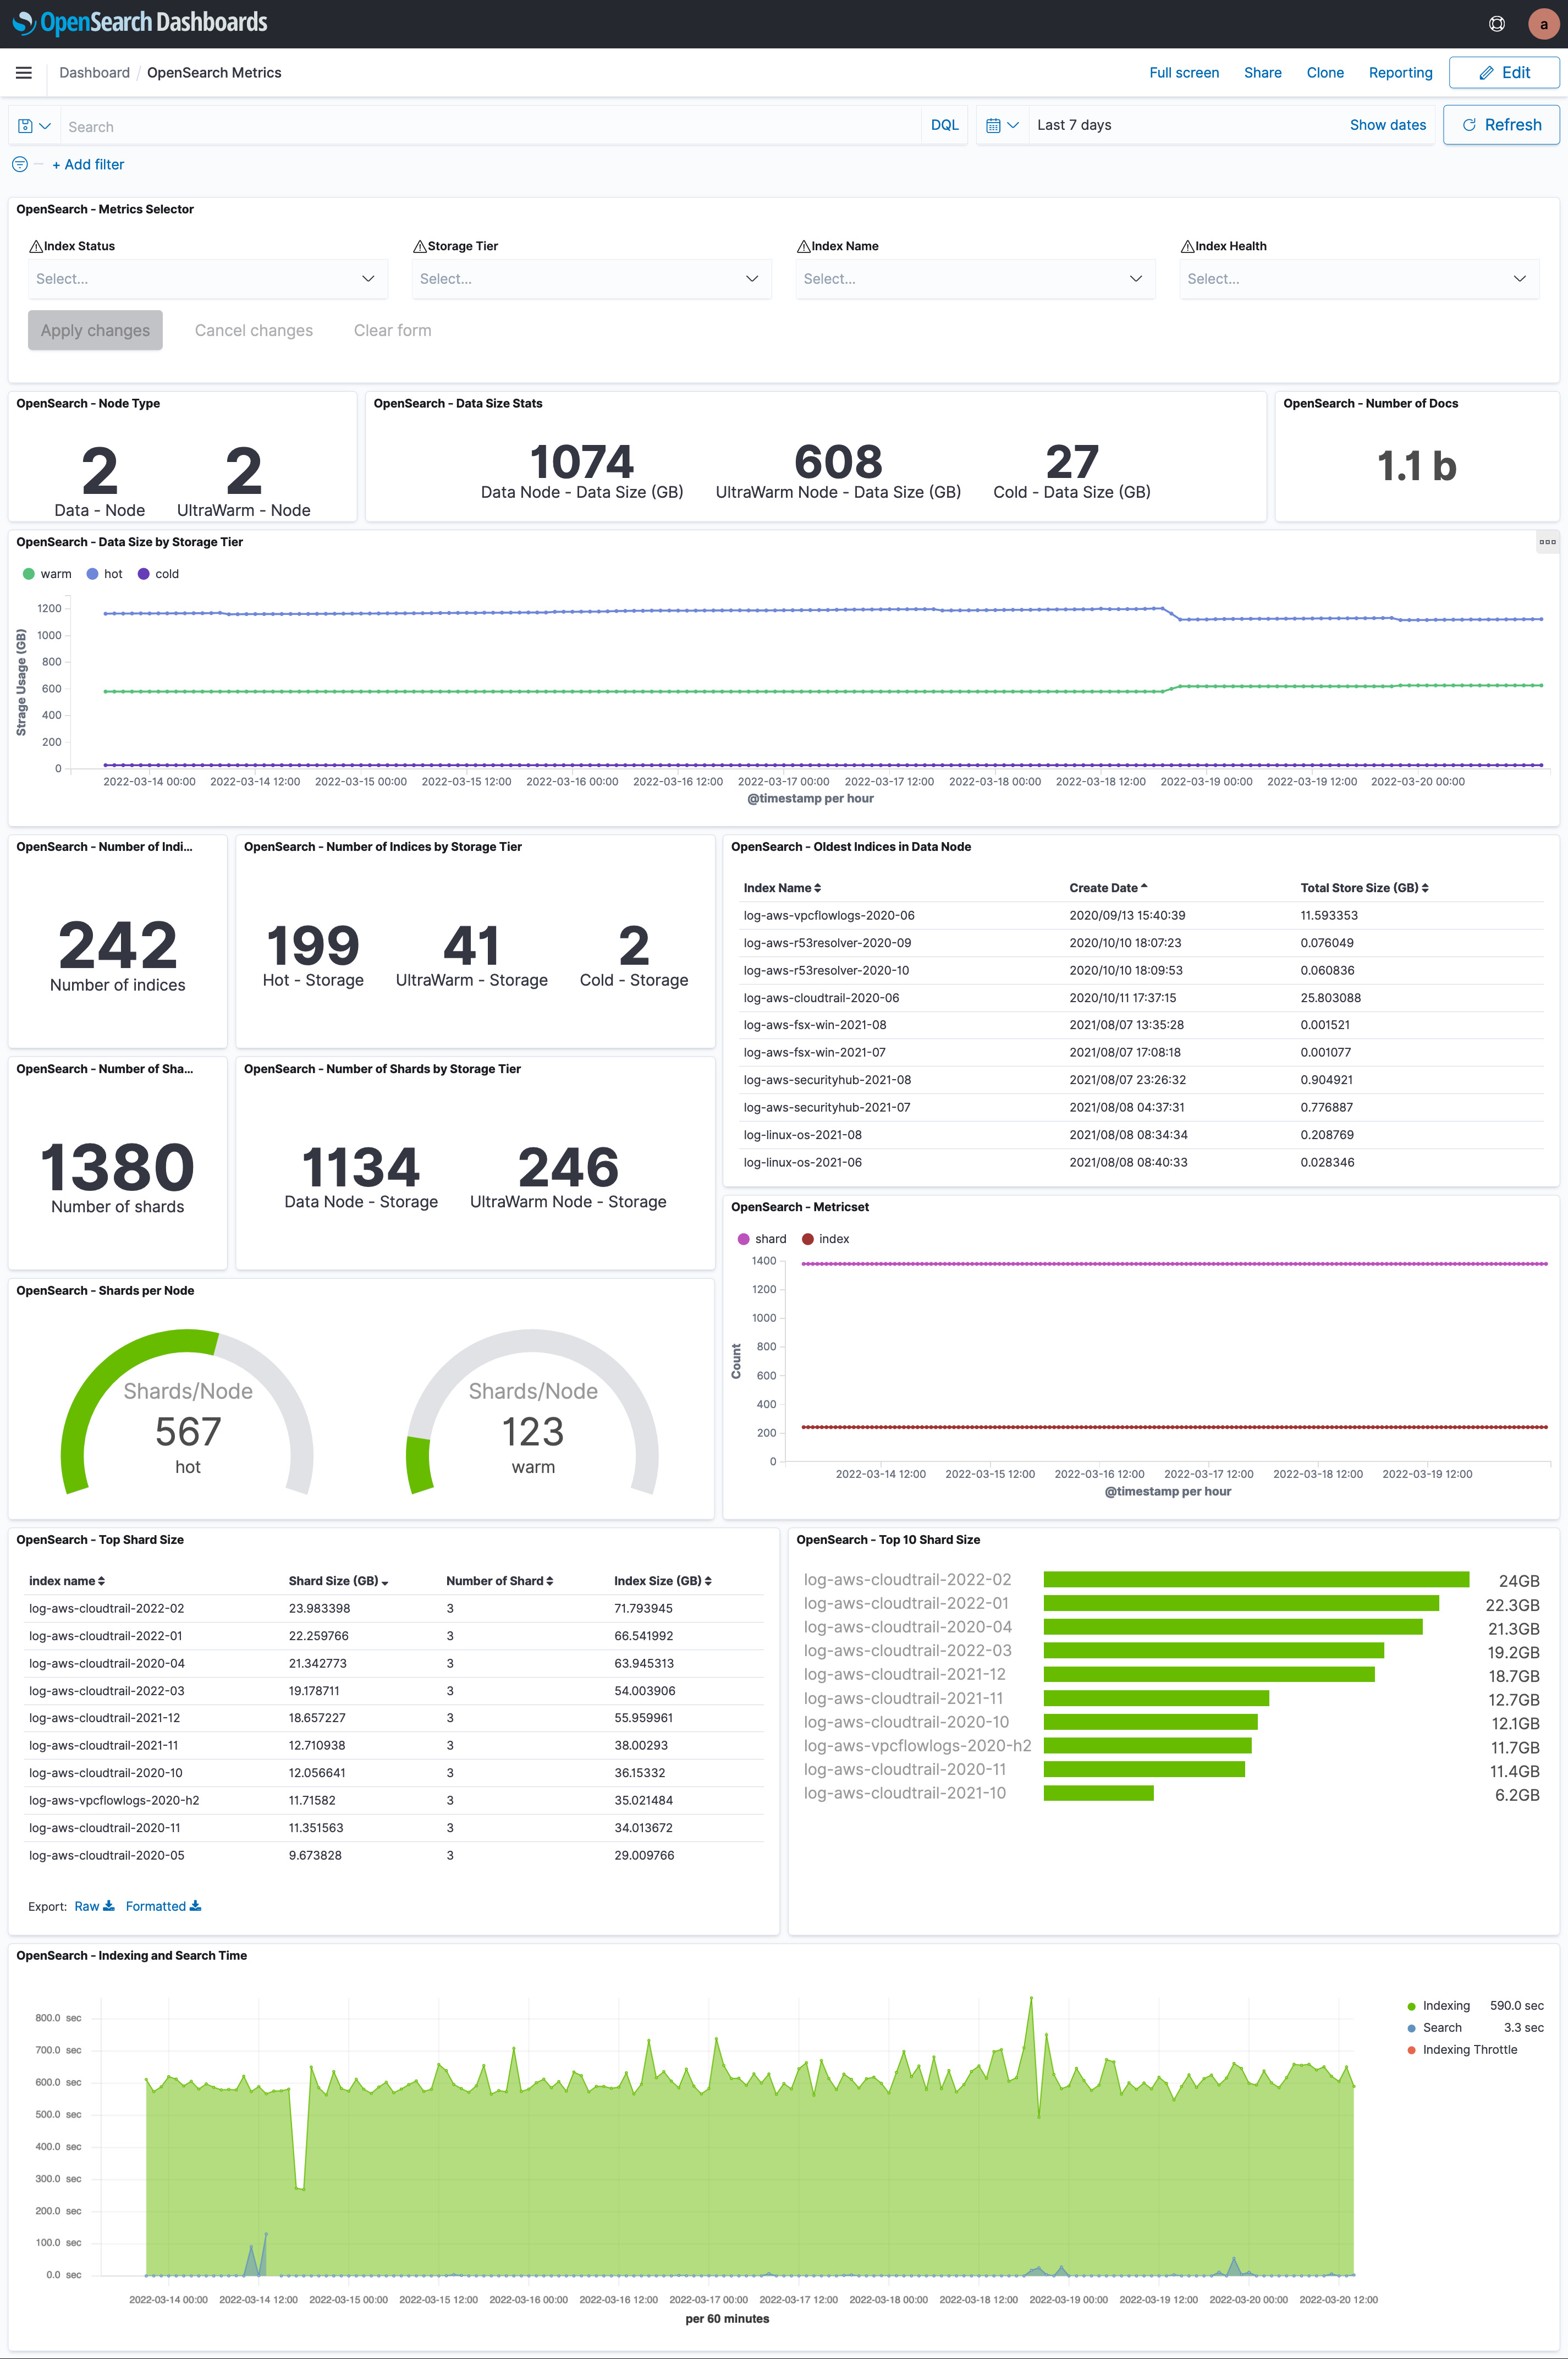 OpenSearch Dashboards
a
Dashboard / OpenSearch Metrics
Full screen Share Clone Reporting Edit
Search DQL Last 7 days Show dates Refresh
+ Add filter
OpenSearch - Metrics Selector
Index Status Storage Tier Index Name Index Health
Select... Select... Select... Select...
Apply changes Cancel changes Clear form
OpenSearch - Node Type
2 2
Data - Node UltraWarm - Node
OpenSearch - Data Size Stats
1074 608 27
Data Node - Data Size (GB) UltraWarm Node - Data Size (GB) Cold - Data Size (GB)
OpenSearch - Number of Docs
1.1 b
OpenSearch - Data Size by Storage Tier
warm hot cold
Strage Usage (GB)
1200
1000
800
600
400
200
0
2022-03-14 00:00 2022-03-14 12:00 2022-03-15 00:00 2022-03-15 12:00 2022-03-16 00:00 2022-03-16 12:00 2022-03-17 00:00 2022-03-17 12:00 2022-03-18 00:00 2022-03-18 12:00 2022-03-19 00:00 2022-03-19 12:00 2022-03-20 00:00
@timestamp per hour
OpenSearch - Number of Indi...
242
Number of indices
OpenSearch - Number of Indices by Storage Tier
199 41 2
Hot - Storage UltraWarm - Storage Cold - Storage
OpenSearch - Oldest Indices in Data Node
Index Name Create Date Total Store Size (GB)
log-aws-vpcflowlogs-2020-06 2020/09/13 15:40:39 11.593353
log-aws-r53resolver-2020-09 2020/10/10 18:07:23 0.076049
log-aws-r53resolver-2020-10 2020/10/10 18:09:53 0.060836
log-aws-cloudtrail-2020-06 2020/10/11 17:37:15 25.803088
log-aws-fsx-win-2021-08 2021/08/07 13:35:28 0.001521
log-aws-fsx-win-2021-07 2021/08/07 17:08:18 0.001077
log-aws-securityhub-2021-08 2021/08/07 23:26:32 0.904921
log-aws-securityhub-2021-07 2021/08/08 04:37:31 0.776887
log-linux-os-2021-08 2021/08/08 08:34:34 0.208769
log-linux-os-2021-06 2021/08/08 08:40:33 0.028346
OpenSearch - Number of Sha...
1380
Number of shards
OpenSearch - Number of Shards by Storage Tier
1134 246
Data Node - Storage UltraWarm Node - Storage
OpenSearch - Metricset
shard index
Count
1400
1200
1000
800
600
400
200
0
2022-03-14 12:00 2022-03-15 12:00 2022-03-16 12:00 2022-03-17 12:00 2022-03-18 12:00 2022-03-19 12:00
@timestamp per hour
OpenSearch - Shards per Node
Shards/Node Shards/Node
567 123
hot warm
OpenSearch - Top Shard Size
index name Shard Size (GB) Number of Shard Index Size (GB)
log-aws-cloudtrail-2022-02 23.983398 3 71.793945
log-aws-cloudtrail-2022-01 22.259766 3 66.541992
log-aws-cloudtrail-2020-04 21.342773 3 63.945313
log-aws-cloudtrail-2022-03 19.178711 3 54.003906
log-aws-cloudtrail-2021-12 18.657227 3 55.959961
log-aws-cloudtrail-2021-11 12.710938 3 38.00293
log-aws-cloudtrail-2020-10 12.056641 3 36.15332
log-aws-vpcflowlogs-2020-h2 11.71582 3 35.021484
log-aws-cloudtrail-2020-11 11.351563 3 34.013672
log-aws-cloudtrail-2020-05 9.673828 3 29.009766
Export: Raw Formatted
OpenSearch - Top 10 Shard Size
log-aws-cloudtrail-2022-02 24GB
log-aws-cloudtrail-2022-01 22.3GB
log-aws-cloudtrail-2020-04 21.3GB
log-aws-cloudtrail-2022-03 19.2GB
log-aws-cloudtrail-2021-12 18.7GB
log-aws-cloudtrail-2021-11 12.7GB
log-aws-cloudtrail-2020-10 12.1GB
log-aws-vpcflowlogs-2020-h2 11.7GB
log-aws-cloudtrail-2020-11 11.4GB
log-aws-cloudtrail-2021-10 6.2GB
OpenSearch - Indexing and Search Time
800.0 sec
700.0 sec
600.0 sec
500.0 sec
400.0 sec
300.0 sec
200.0 sec
100.0 sec
0.0 sec
Indexing 590.0 sec
Search 3.3 sec
Indexing Throttle
2022-03-14 00:00 2022-03-14 12:00 2022-03-15 00:00 2022-03-15 12:00 2022-03-16 00:00 2022-03-16 12:00 2022-03-17 00:00 2022-03-17 12:00 2022-03-18 00:00 2022-03-18 12:00 2022-03-19 00:00 2022-03-19 12:00 2022-03-20 00:00 2022-03-20 12:00
per 60 minutes